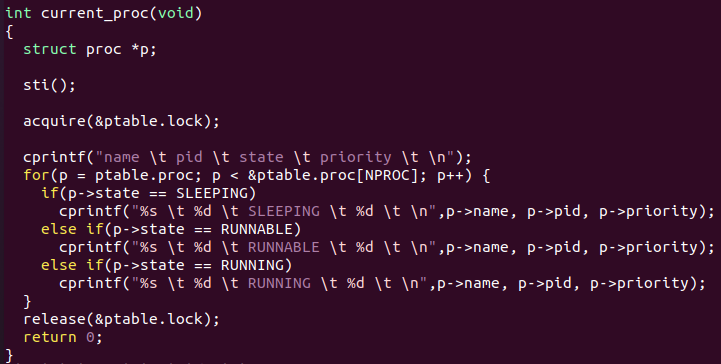 int current_proc(void)
{
  struct proc *p;

  sti();

  acquire(&ptable.lock);

  cprintf("name \t pid \t state \t priority \t \n");
  for(p = ptable.proc; p < &ptable.proc[NPROC]; p++) {
    if(p->state == SLEEPING)
      cprintf("%s \t %d \t SLEEPING \t %d \t \n",p->name, p->pid, p->priority);
    else if(p->state == RUNNABLE)
      cprintf("%s \t %d \t RUNNABLE \t %d \t \n",p->name, p->pid, p->priority);
    else if(p->state == RUNNING)
      cprintf("%s \t %d \t RUNNING \t %d \t \n",p->name, p->pid, p->priority);
  }
  release(&ptable.lock);
  return 0;
}